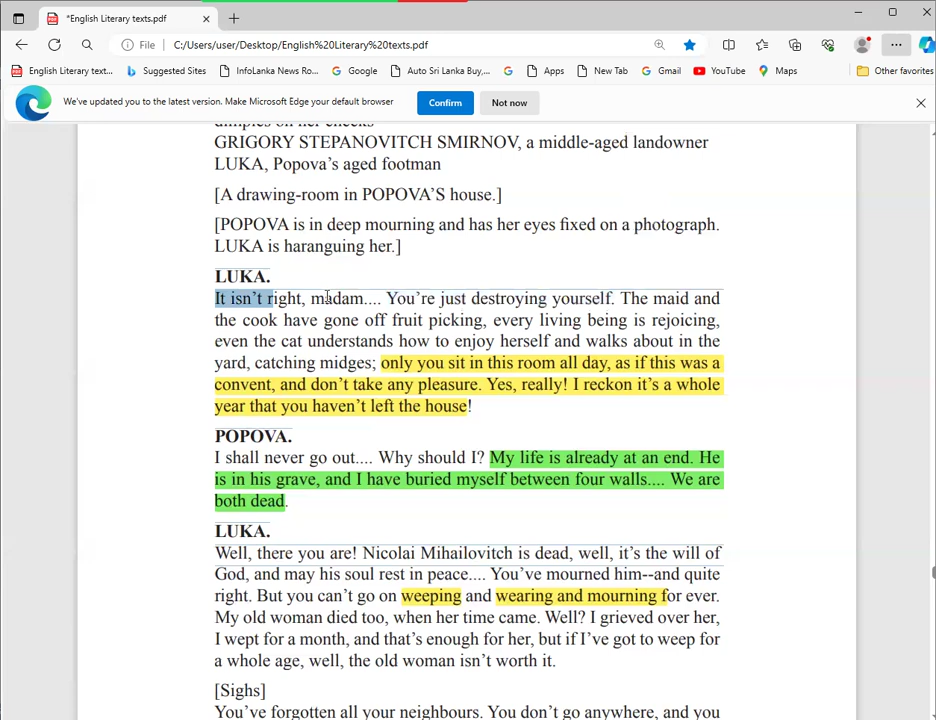 *English Literary texts.pdf
File
C:/Users/user/Desktop/English%20Literary%20texts.pdf
English Literary text...
Suggested Sites
InfoLanka News Ro...
Google
Auto Sri Lanka Buy,...
Apps
New Tab
Gmail
YouTube
Maps
Other favorites
We've updated you to the latest version. Make Microsoft Edge your default browser
Confirm
Not now
dimples on her cheeks
GRIGORY STEPANOVITCH SMIRNOV, a middle-aged landowner
LUKA, Popova's aged footman
[A drawing-room in POPOVA'S house.]
[POPOVA is in deep mourning and has her eyes fixed on a photograph.
LUKA is haranguing her.]
LUKA.
It isn't right, madam.... You're just destroying yourself. The maid and
the cook have gone off fruit picking, every living being is rejoicing,
even the cat understands how to enjoy herself and walks about in the
yard, catching midges; only you sit in this room all day, as if this was a
convent, and don't take any pleasure. Yes, really! I reckon it's a whole
year that you haven't left the house!
POPOVA.
I shall never go out.... Why should I? My life is already at an end. He
is in his grave, and I have buried myself between four walls.... We are
both dead.
LUKA.
Well, there you are! Nicolai Mihailovitch is dead, well, it's the will of
God, and may his soul rest in peace.... You've mourned him--and quite
right. But you can't go on weeping and wearing and mourning for ever.
My old woman died too, when her time came. Well? I grieved over her,
I wept for a month, and that's enough for her, but if I've got to weep for
a whole age, well, the old woman isn't worth it.
[Sighs]
You've forgotten all your neighbours. You don't go anywhere, and you